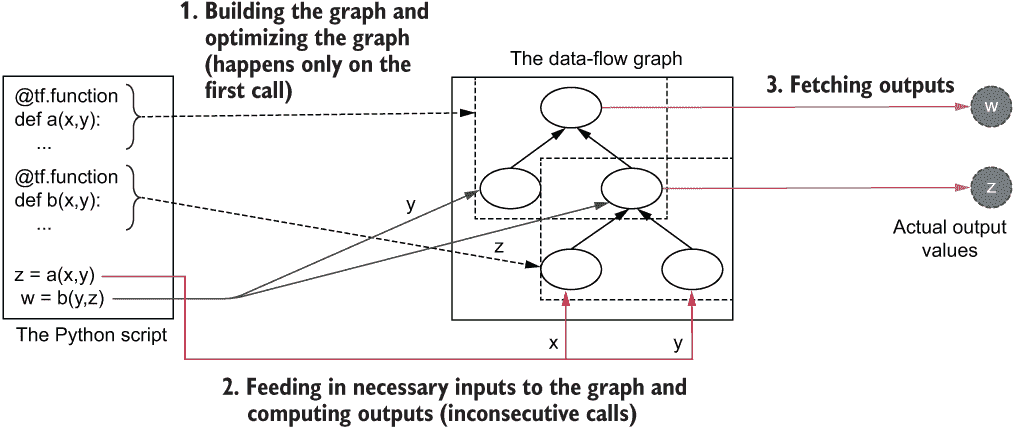 1. Building the graph and
optimizing the graph
(happens only on the
first call)
The data-flow graph
3. Fetching outputs
@tf.function
def a(x,y):
...
@tf.function
def b(x,y):
...
z = a(x,y)
w = b(y,z)
The Python script
y
z
w
z
Actual output
values
x
y
2. Feeding in necessary inputs to the graph and
computing outputs (inconsecutive calls)